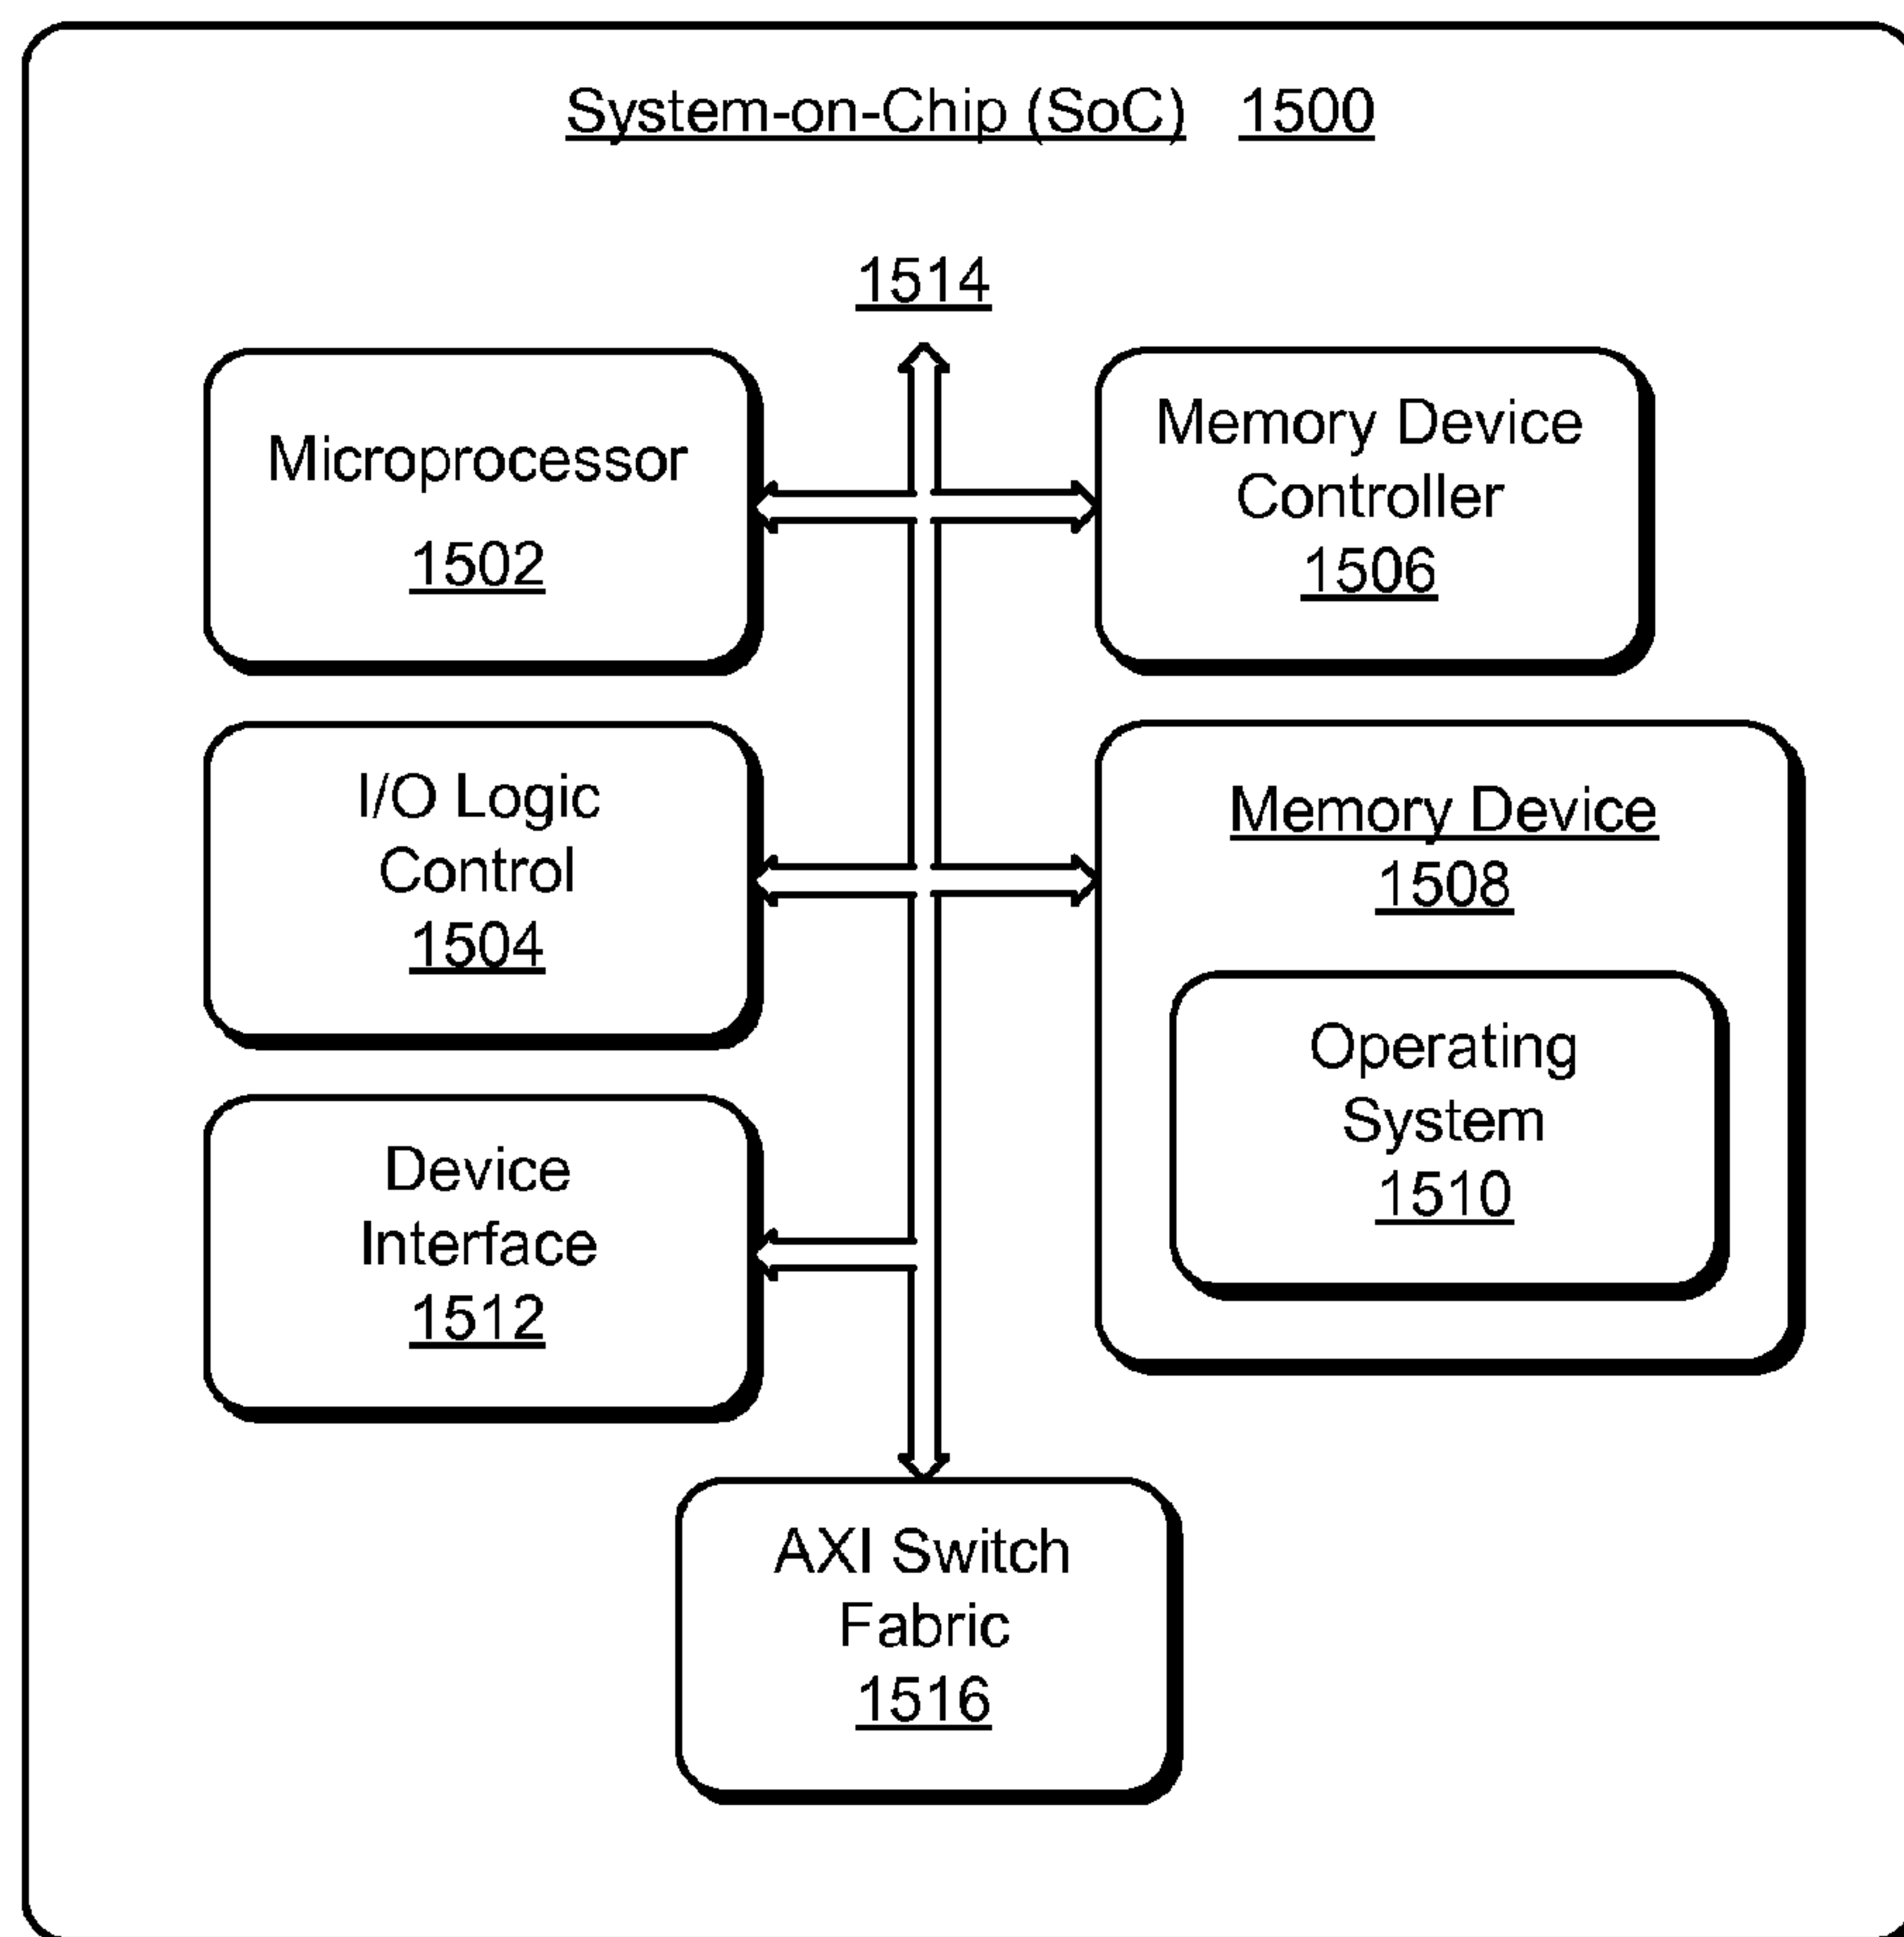 System-on-Chip (SoC) 1500
1514
Microprocessor
1502
Memory Device
Controller
1506
I/O Logic
Control
1504
Memory Device
1508
Operating
System
1510
Device
Interface
1512
AXI Switch
Fabric
1516